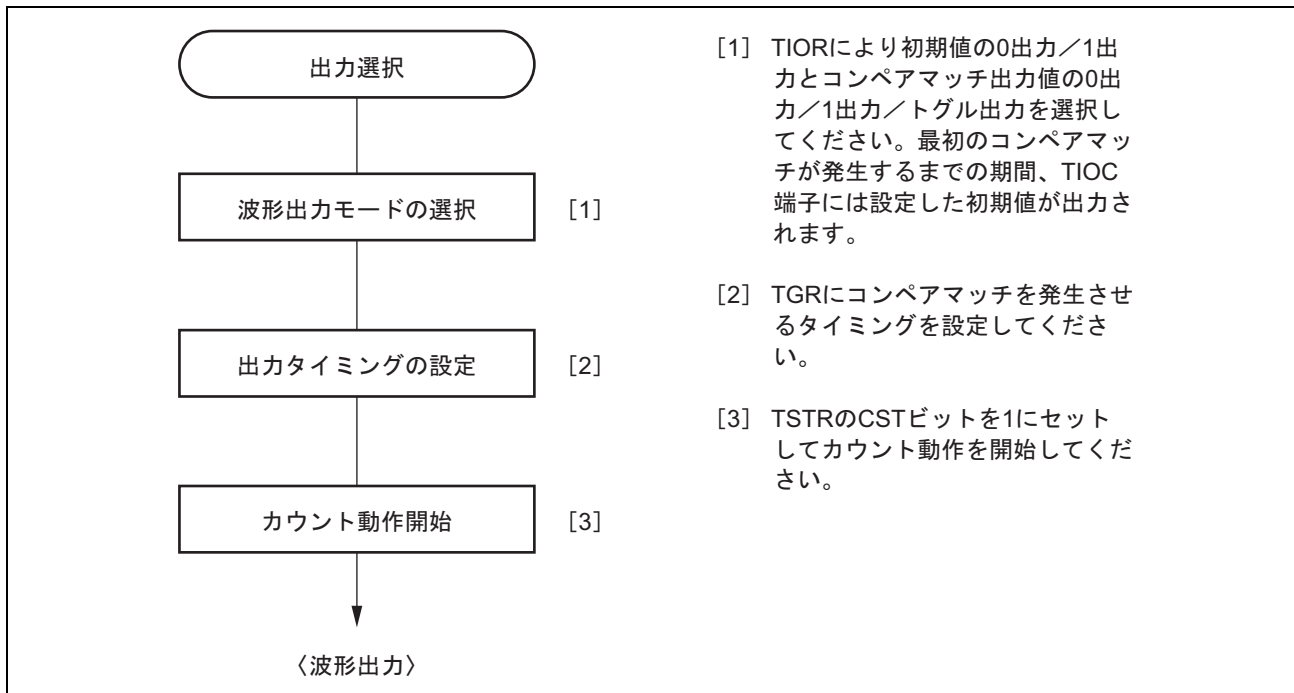 出力選択
波形出力モードの選択 [1]
出力タイミングの設定 [2]
カウント動作開始 [3]
〈波形出力〉
[1] TIORにより初期値の0出力／1出
力とコンペアマッチ出力値の0出
力／1出力／トグル出力を選択し
てください。最初のコンペアマッ
チが発生するまでの期間、TIOC
端子には設定した初期値が出力さ
れます。
[2] TGRにコンペアマッチを発生させ
るタイミングを設定してくださ
い。
[3] TSTRのCSTビットを1にセット
してカウント動作を開始してくだ
さい。